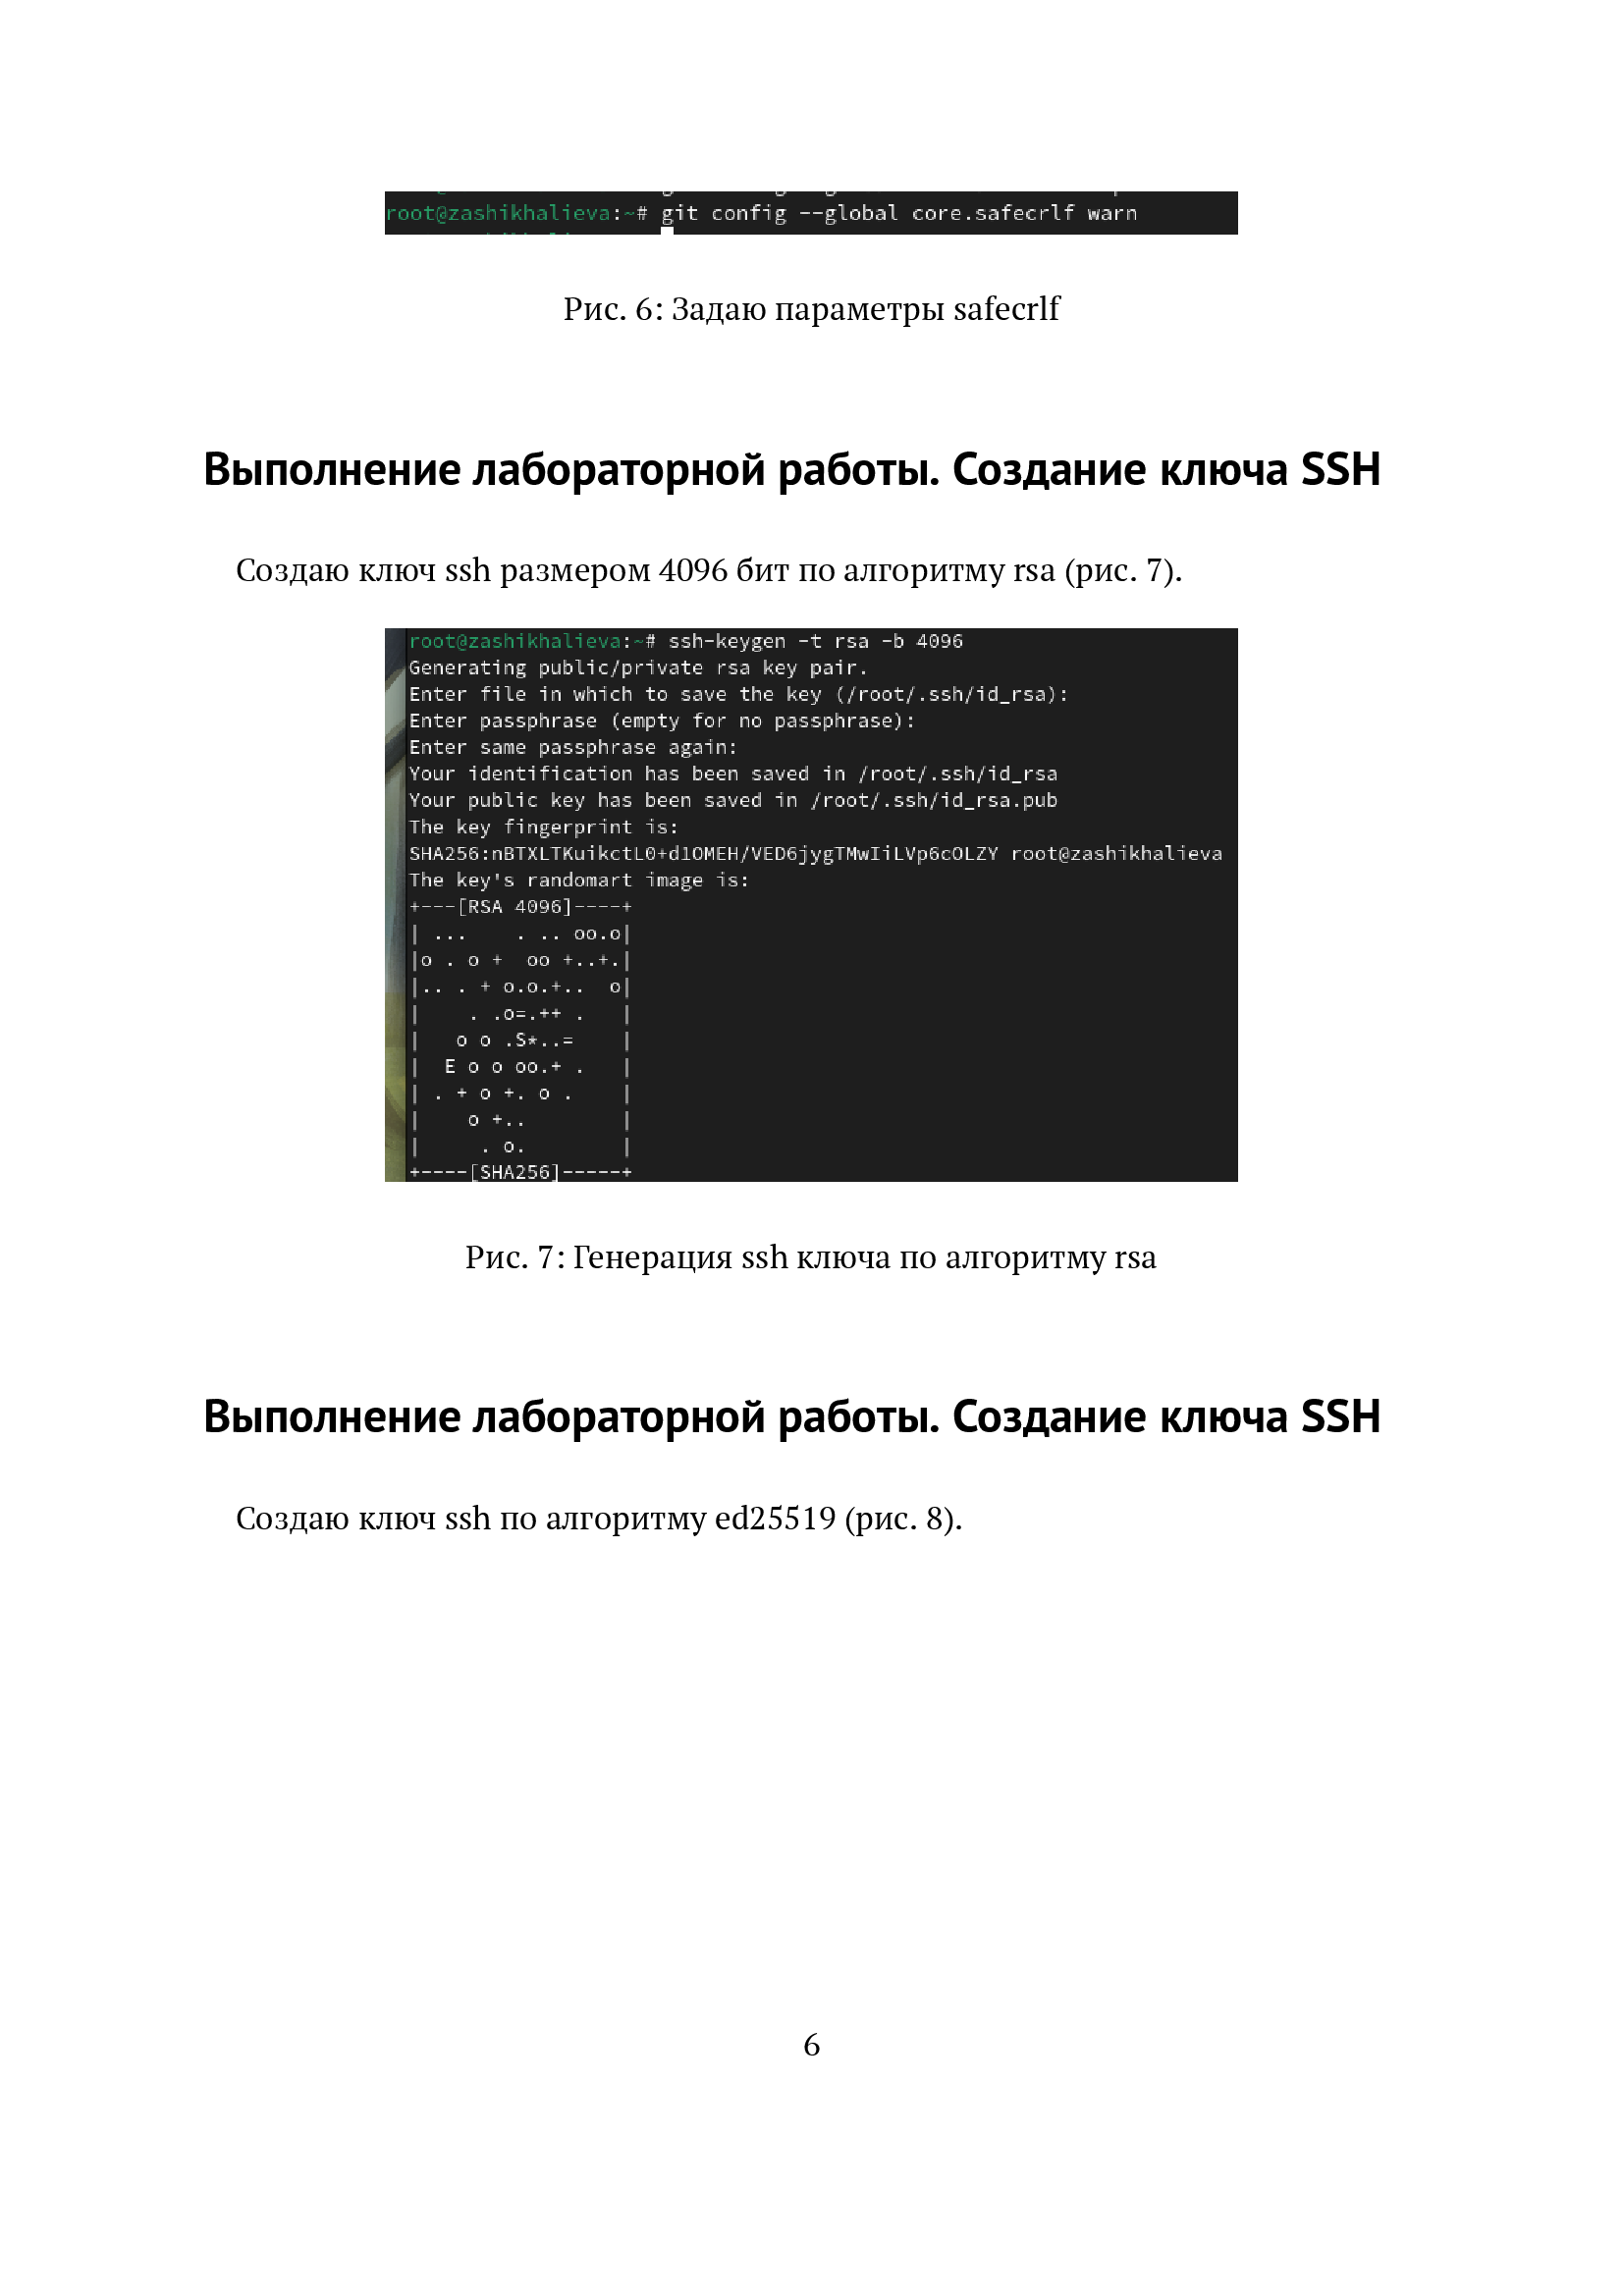 root@zashikhalieva:~# git config --global core.safecrlf warn
Рис. 6: Задаю параметры safecrlf
Выполнение лабораторной работы. Создание ключа SSH
Создаю ключ ssh размером 4096 бит по алгоритму rsa (рис. 7).
root@zashikhalieva:~# ssh-keygen -t rsa -b 4096
Generating public/private rsa key pair.
Enter file in which to save the key (/root/.ssh/id_rsa):
Enter passphrase (empty for no passphrase):
Enter same passphrase again:
Your identification has been saved in /root/.ssh/id_rsa
Your public key has been saved in /root/.ssh/id_rsa.pub
The key fingerprint is:
SHA256:nBTXLTKuikctL0+d1OMEH/VED6jygTMwIiLVp6cOLZY root@zashikhalieva
The key's randomart image is:
+---[RSA 4096]----+
| ...    . .. oo.o|
|o . o +  oo +..+.|
|.. . + o.o.+..  o|
|    . .o=.++ .   |
|   o o .S*..=    |
|  E o o oo.+ .   |
| . + o +. o .    |
|    o +..        |
|     . o.        |
+----[SHA256]-----+
Рис. 7: Генерация ssh ключа по алгоритму rsa
Выполнение лабораторной работы. Создание ключа SSH
Создаю ключ ssh по алгоритму ed25519 (рис. 8).
6